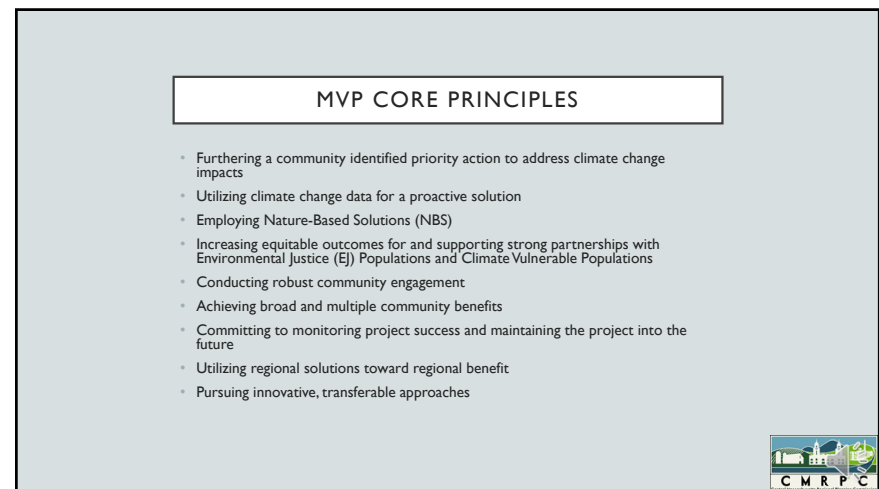 MVP CORE PRINCIPLES
• Furthering a community identified priority action to address climate change
impacts
• Utilizing climate change data for a proactive solution
• Employing Nature-Based Solutions (NBS)
• Increasing equitable outcomes for and supporting strong partnerships with
Environmental Justice (EJ) Populations and Climate Vulnerable Populations
• Conducting robust community engagement
• Achieving broad and multiple community benefits
• Committing to monitoring project success and maintaining the project into the
future
• Utilizing regional solutions toward regional benefit
• Pursuing innovative, transferable approaches
C M R P C